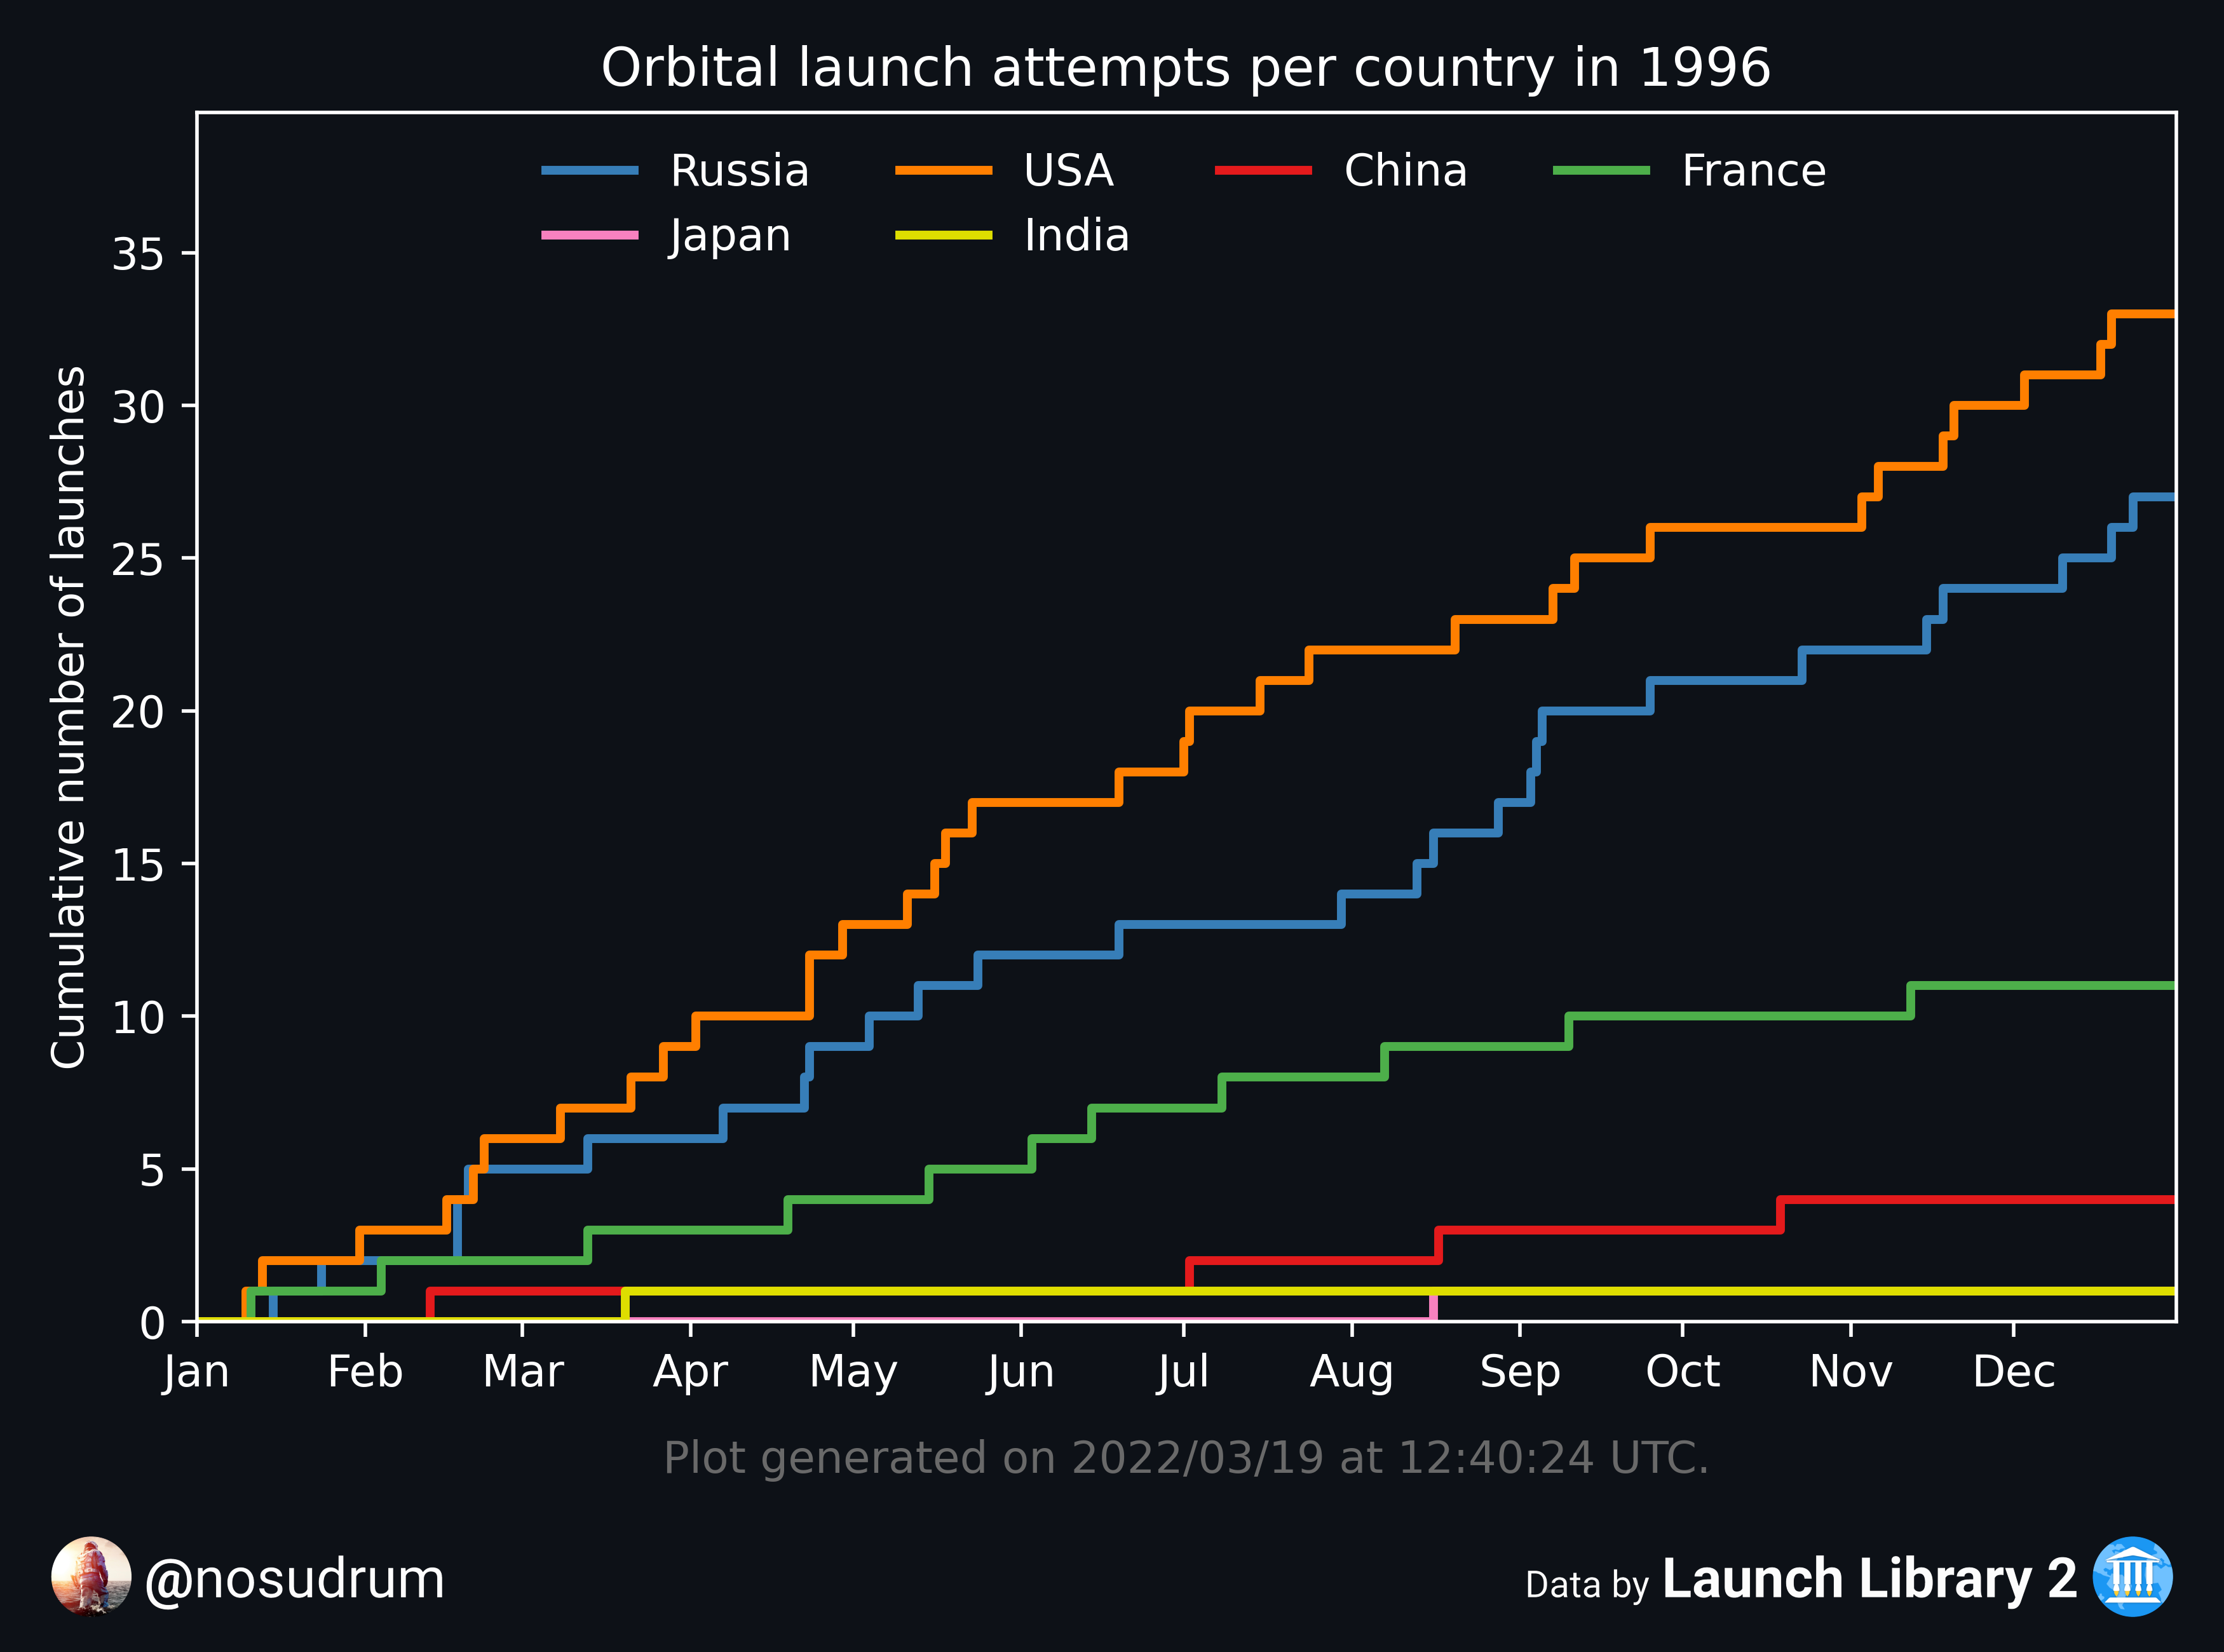 Orbital launch attempts per country in 1996
Russia USA China France
Japan India
Cumulative number of launches
35
30
25
20
15
10
5
0
Jan Feb Mar Apr May Jun Jul Aug Sep Oct Nov Dec
Plot generated on 2022/03/19 at 12:40:24 UTC.
@nosudrum
Data by Launch Library 2